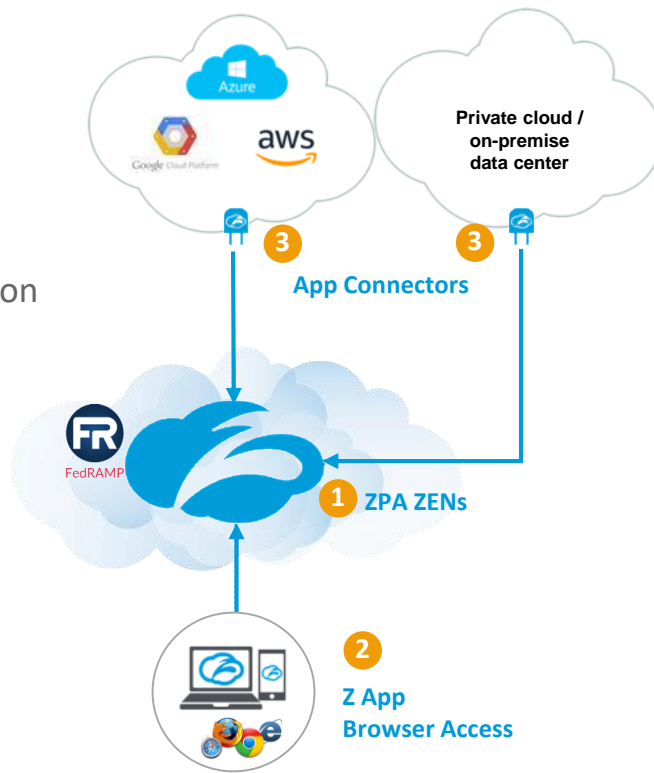 Azure
Google Cloud Platform
aws
Private cloud /
on-premise
data center
3
3
App Connectors
on
FR
FedRAMP
1
ZPA ZENs
2
Z App
Browser Access